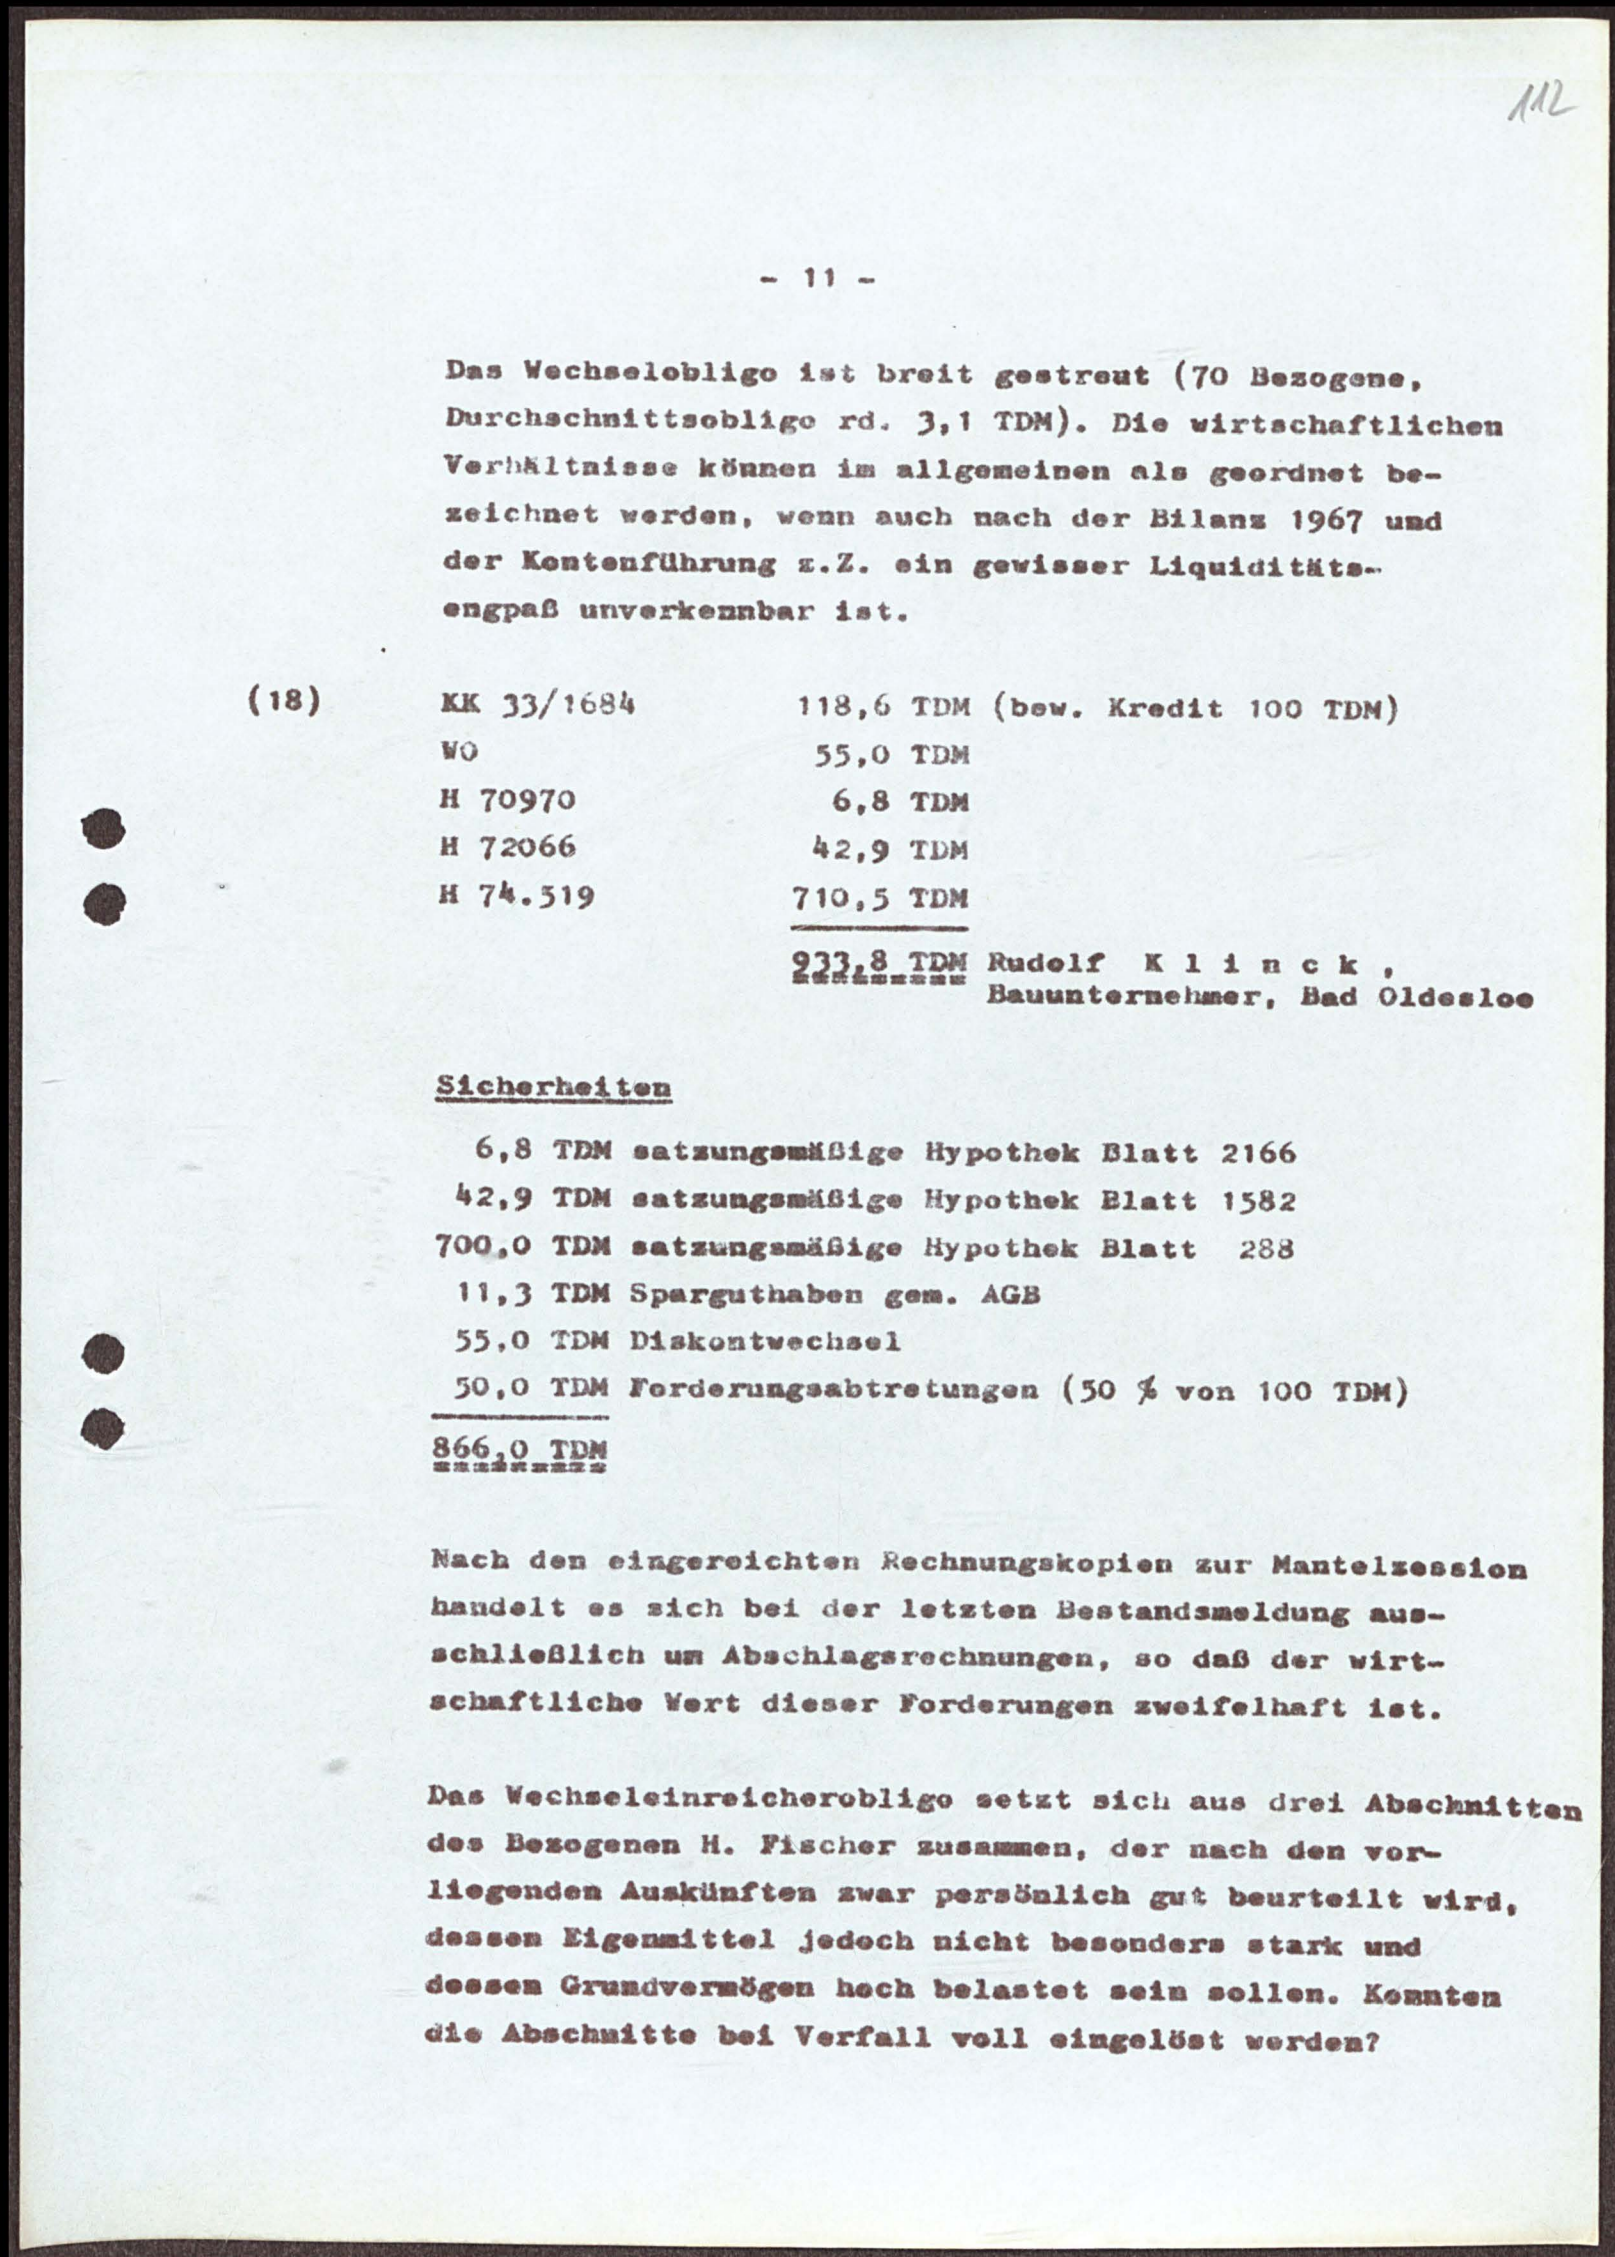 112
- 11 -
Das Wechselobligo ist breit gestreut (70 Bezogene,
Durchschnittsobligo rd. 3,1 TDM). Die wirtschaftlichen
Verhältnisse können im allgemeinen als geordnet be-
zeichnet werden, wenn auch nach der Bilanz 1967 und
der Kontenführung z.Z. ein gewisser Liquiditäts-
engpaß unverkennbar ist.
(18) KK 33/1684 118,6 TDM (bew. Kredit 100 TDM)
WO 55,0 TDM
H 70970 6,8 TDM
H 72066 42,9 TDM
H 74.519 710,5 TDM
933,8 TDM Rudolf K l i n c k ,
Bauunternehmer, Bad Oldesloe
Sicherheiten
6,8 TDM satzungsmäßige Hypothek Blatt 2166
42,9 TDM satzungsmäßige Hypothek Blatt 1582
700,0 TDM satzungsmäßige Hypothek Blatt 288
11,3 TDM Sparguthaben gem. AGB
55,0 TDM Diskontwechsel
50,0 TDM Forderungsabtretungen (50 % von 100 TDM)
866,0 TDM
Nach den eingereichten Rechnungskopien zur Mantelzession
handelt es sich bei der letzten Bestandsmeldung aus-
schließlich um Abschlagsrechnungen, so daß der wirt-
schaftliche Wert dieser Forderungen zweifelhaft ist.
Das Wechseleinreicherobligo setzt sich aus drei Abschnitten
des Bezogenen H. Fischer zusammen, der nach den vor-
liegenden Auskünften zwar persönlich gut beurteilt wird,
dessen Eigenmittel jedoch nicht besonders stark und
dessen Grundvermögen hoch belastet sein sollen. Konnten
die Abschnitte bei Verfall voll eingelöst werden?